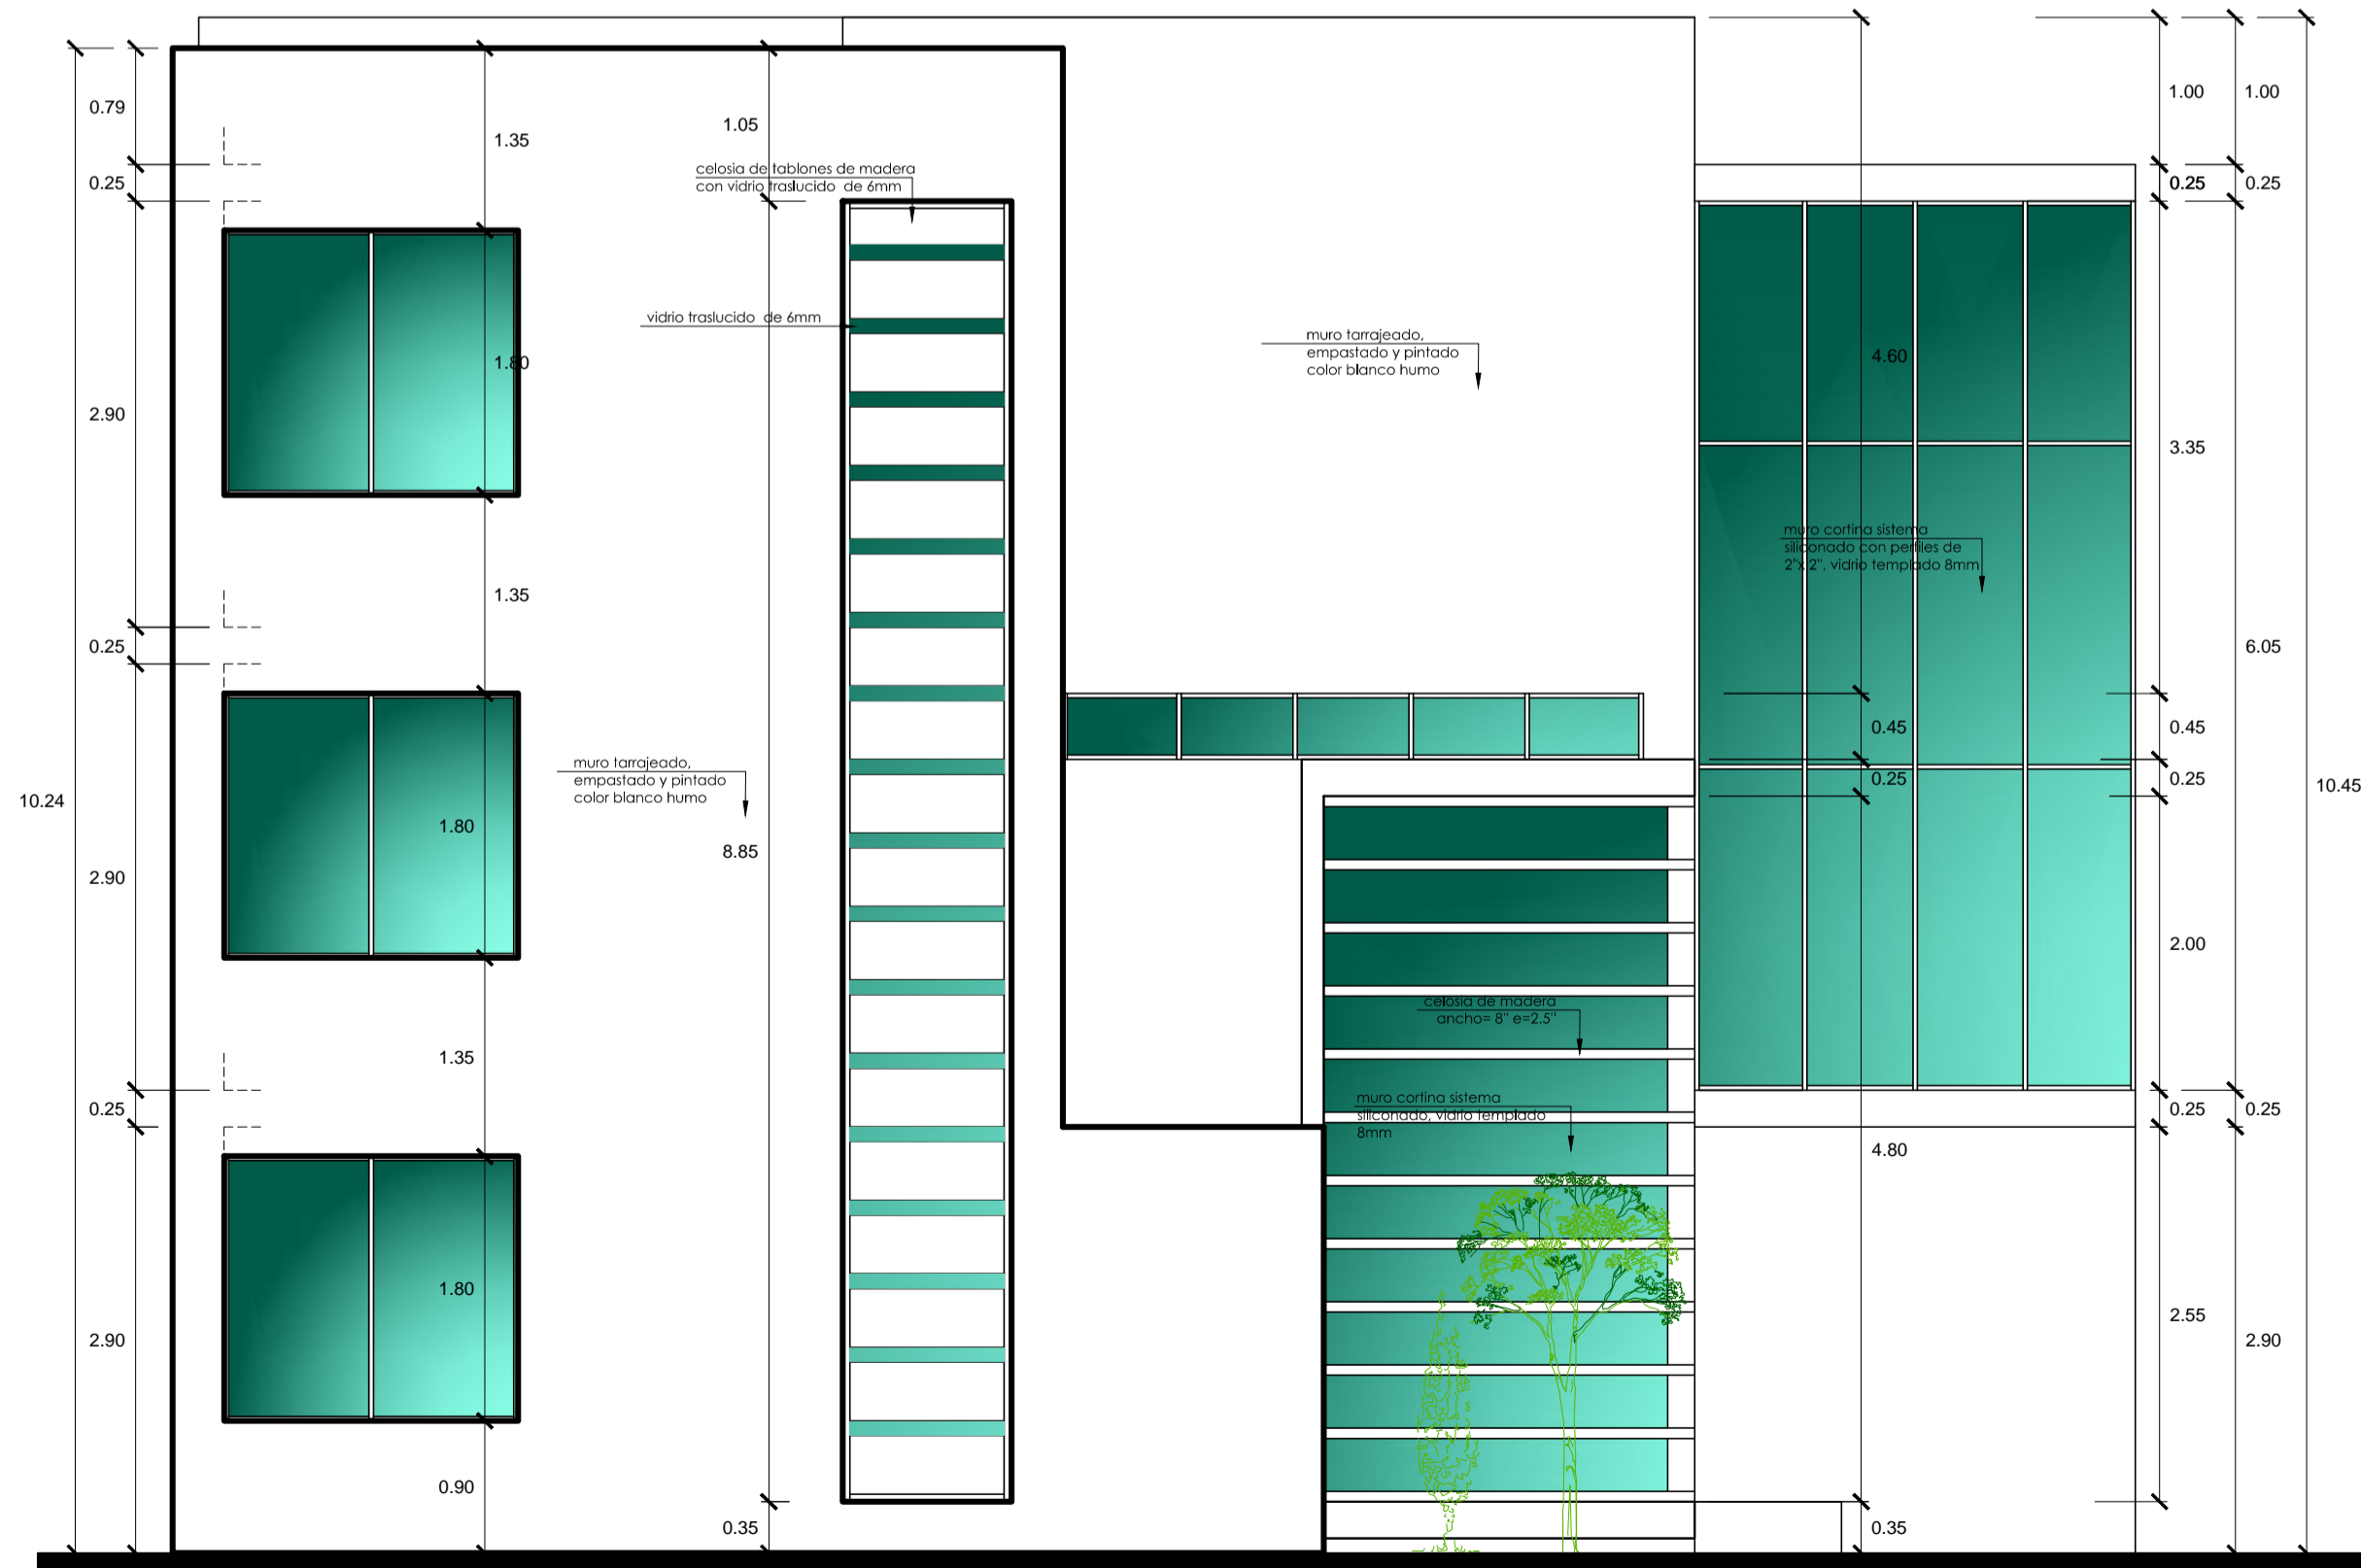 1.00
1.00
0.79
1.05
1.35
celosia de tablones de madera
con vidrio traslucido de 6mm
0.25
0.25
0.25
vidrio traslucido de 6mm
muro tarrajeado,
empastado y pintado
color blanco humo
1.80
4.60
2.90
3.35
muro cortina sistema
siliconado con perfiles de
2"x 2", vidrio templado 8mm
1.35
0.25
6.05
0.45
0.45
muro tarrajeado,
empastado y pintado
color blanco humo
0.25
0.25
10.24
10.45
1.80
8.85
2.90
2.00
celosia de madera
ancho= 8" e=2.5"
1.35
muro cortina sistema
siliconado, vidrio templado
8mm
0.25
0.25
0.25
4.80
1.80
2.55
2.90
2.90
0.90
0.35
0.35